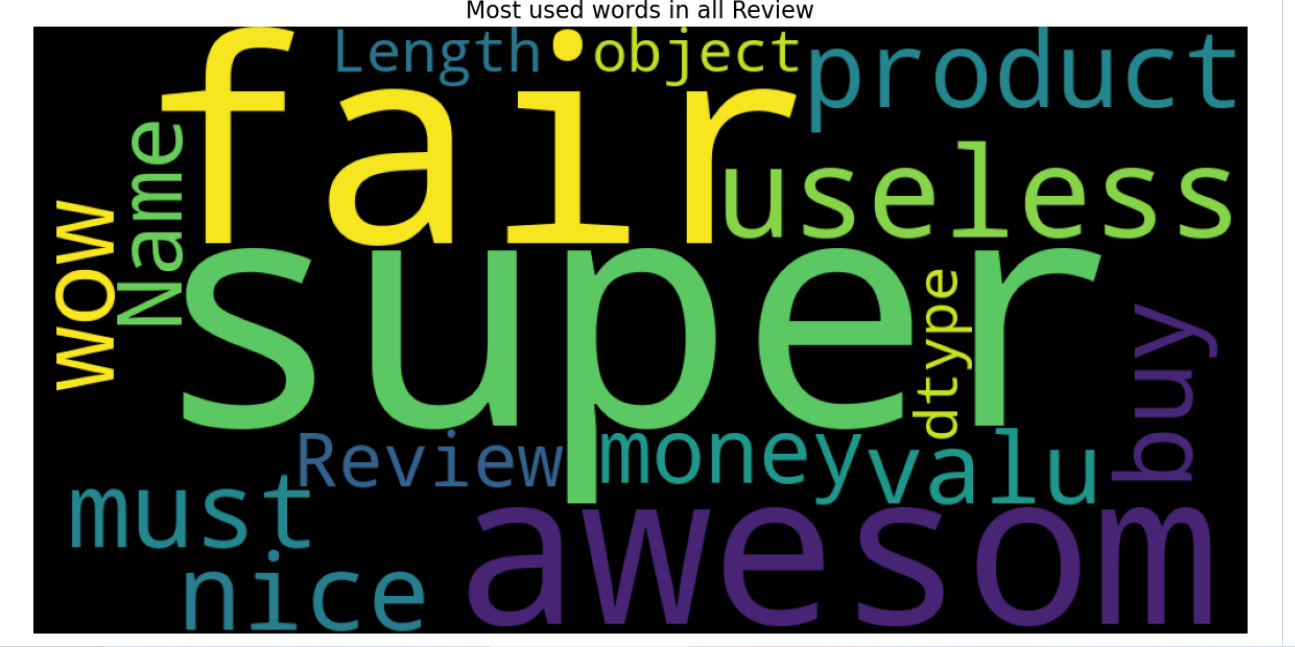 Most used words in all Review
Length object product
fair
useless
Name
wow
super
dtype
buy
Review money valu
must
awesom
nice